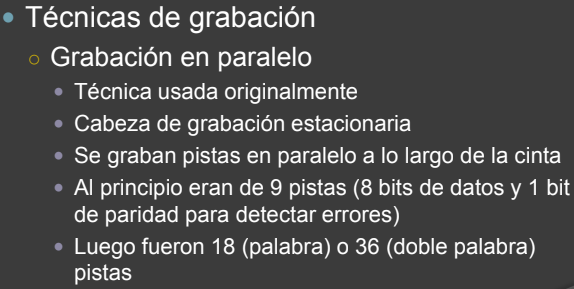 Técnicas de grabación
Grabación en paralelo
Técnica usada originalmente
Cabeza de grabación estacionaria
Se graban pistas en paralelo a lo largo de la cinta
Al principio eran de 9 pistas (8 bits de datos y 1 bit
de paridad para detectar errores)
Luego fueron 18 (palabra) o 36 (doble palabra)
pistas